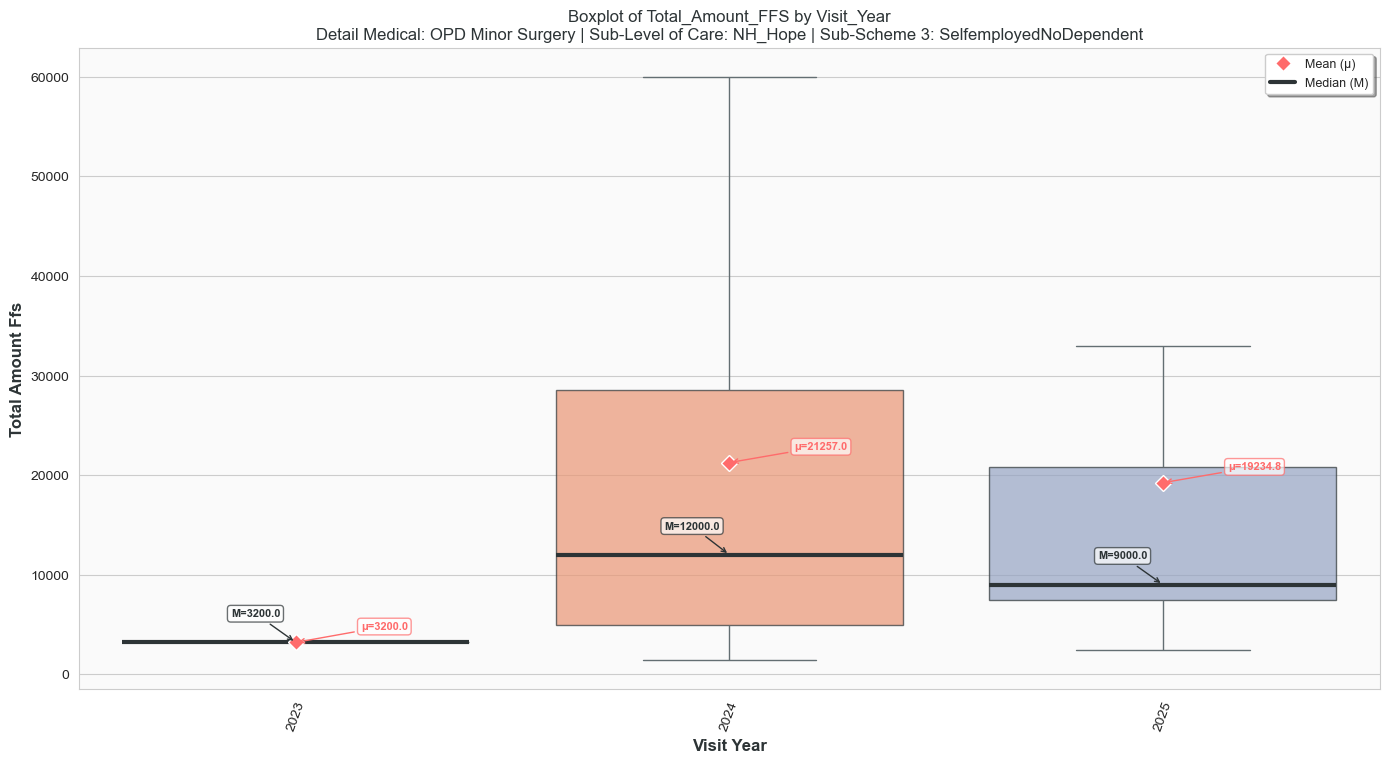 Boxplot of Total_Amount_FFS by Visit_Year
Detail Medical: OPD Minor Surgery | Sub-Level of Care: NH_Hope | Sub-Scheme 3: SelfemployedNoDependent
Mean (μ)
Median (M)
Total Amount Ffs
60000
50000
40000
30000
20000
10000
0
M=3200.0
μ=3200.0
μ=21257.0
M=12000.0
μ=19234.8
M=9000.0
2023
2024
2025
Visit Year